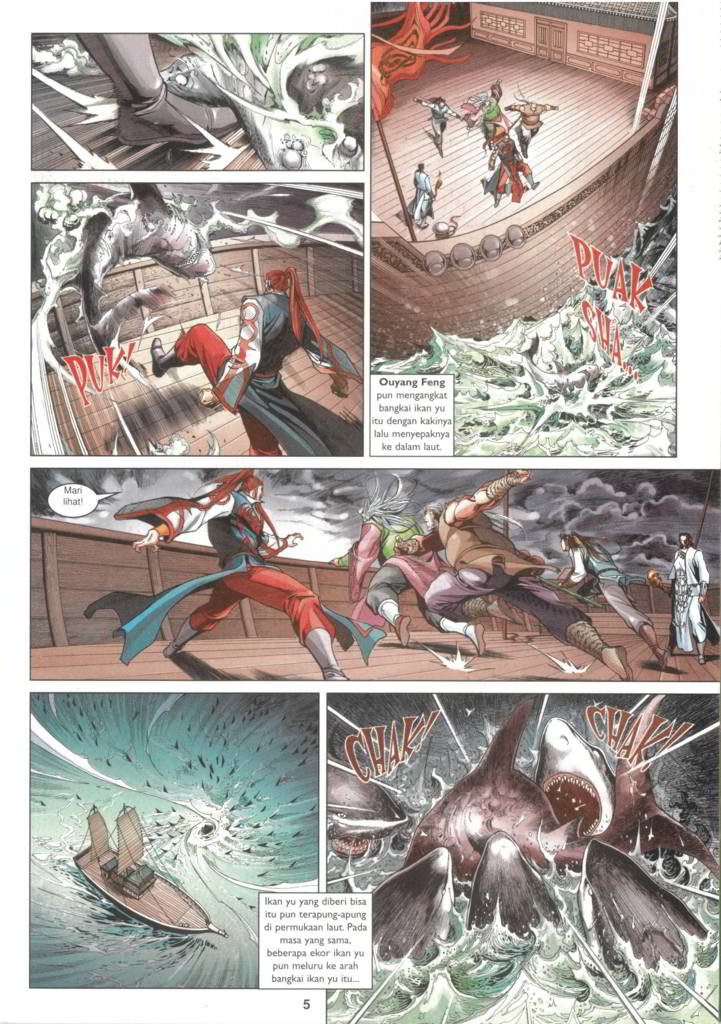 PUK!
PUAK
SHA...
Ouyang Feng
pun mengangkat
bangkai ikan yu
itu dengan kakinya
lalu menyepaknya
ke dalam laut.
Mari
lihat!
CHAK!
CHAK!
Ikan yu yang diberi bisa
itu pun terapung-apung
di permukaan laut. Pada
masa yang sama,
beberapa ekor ikan yu
pun meluru ke arah
bangkai ikan yu itu...
5